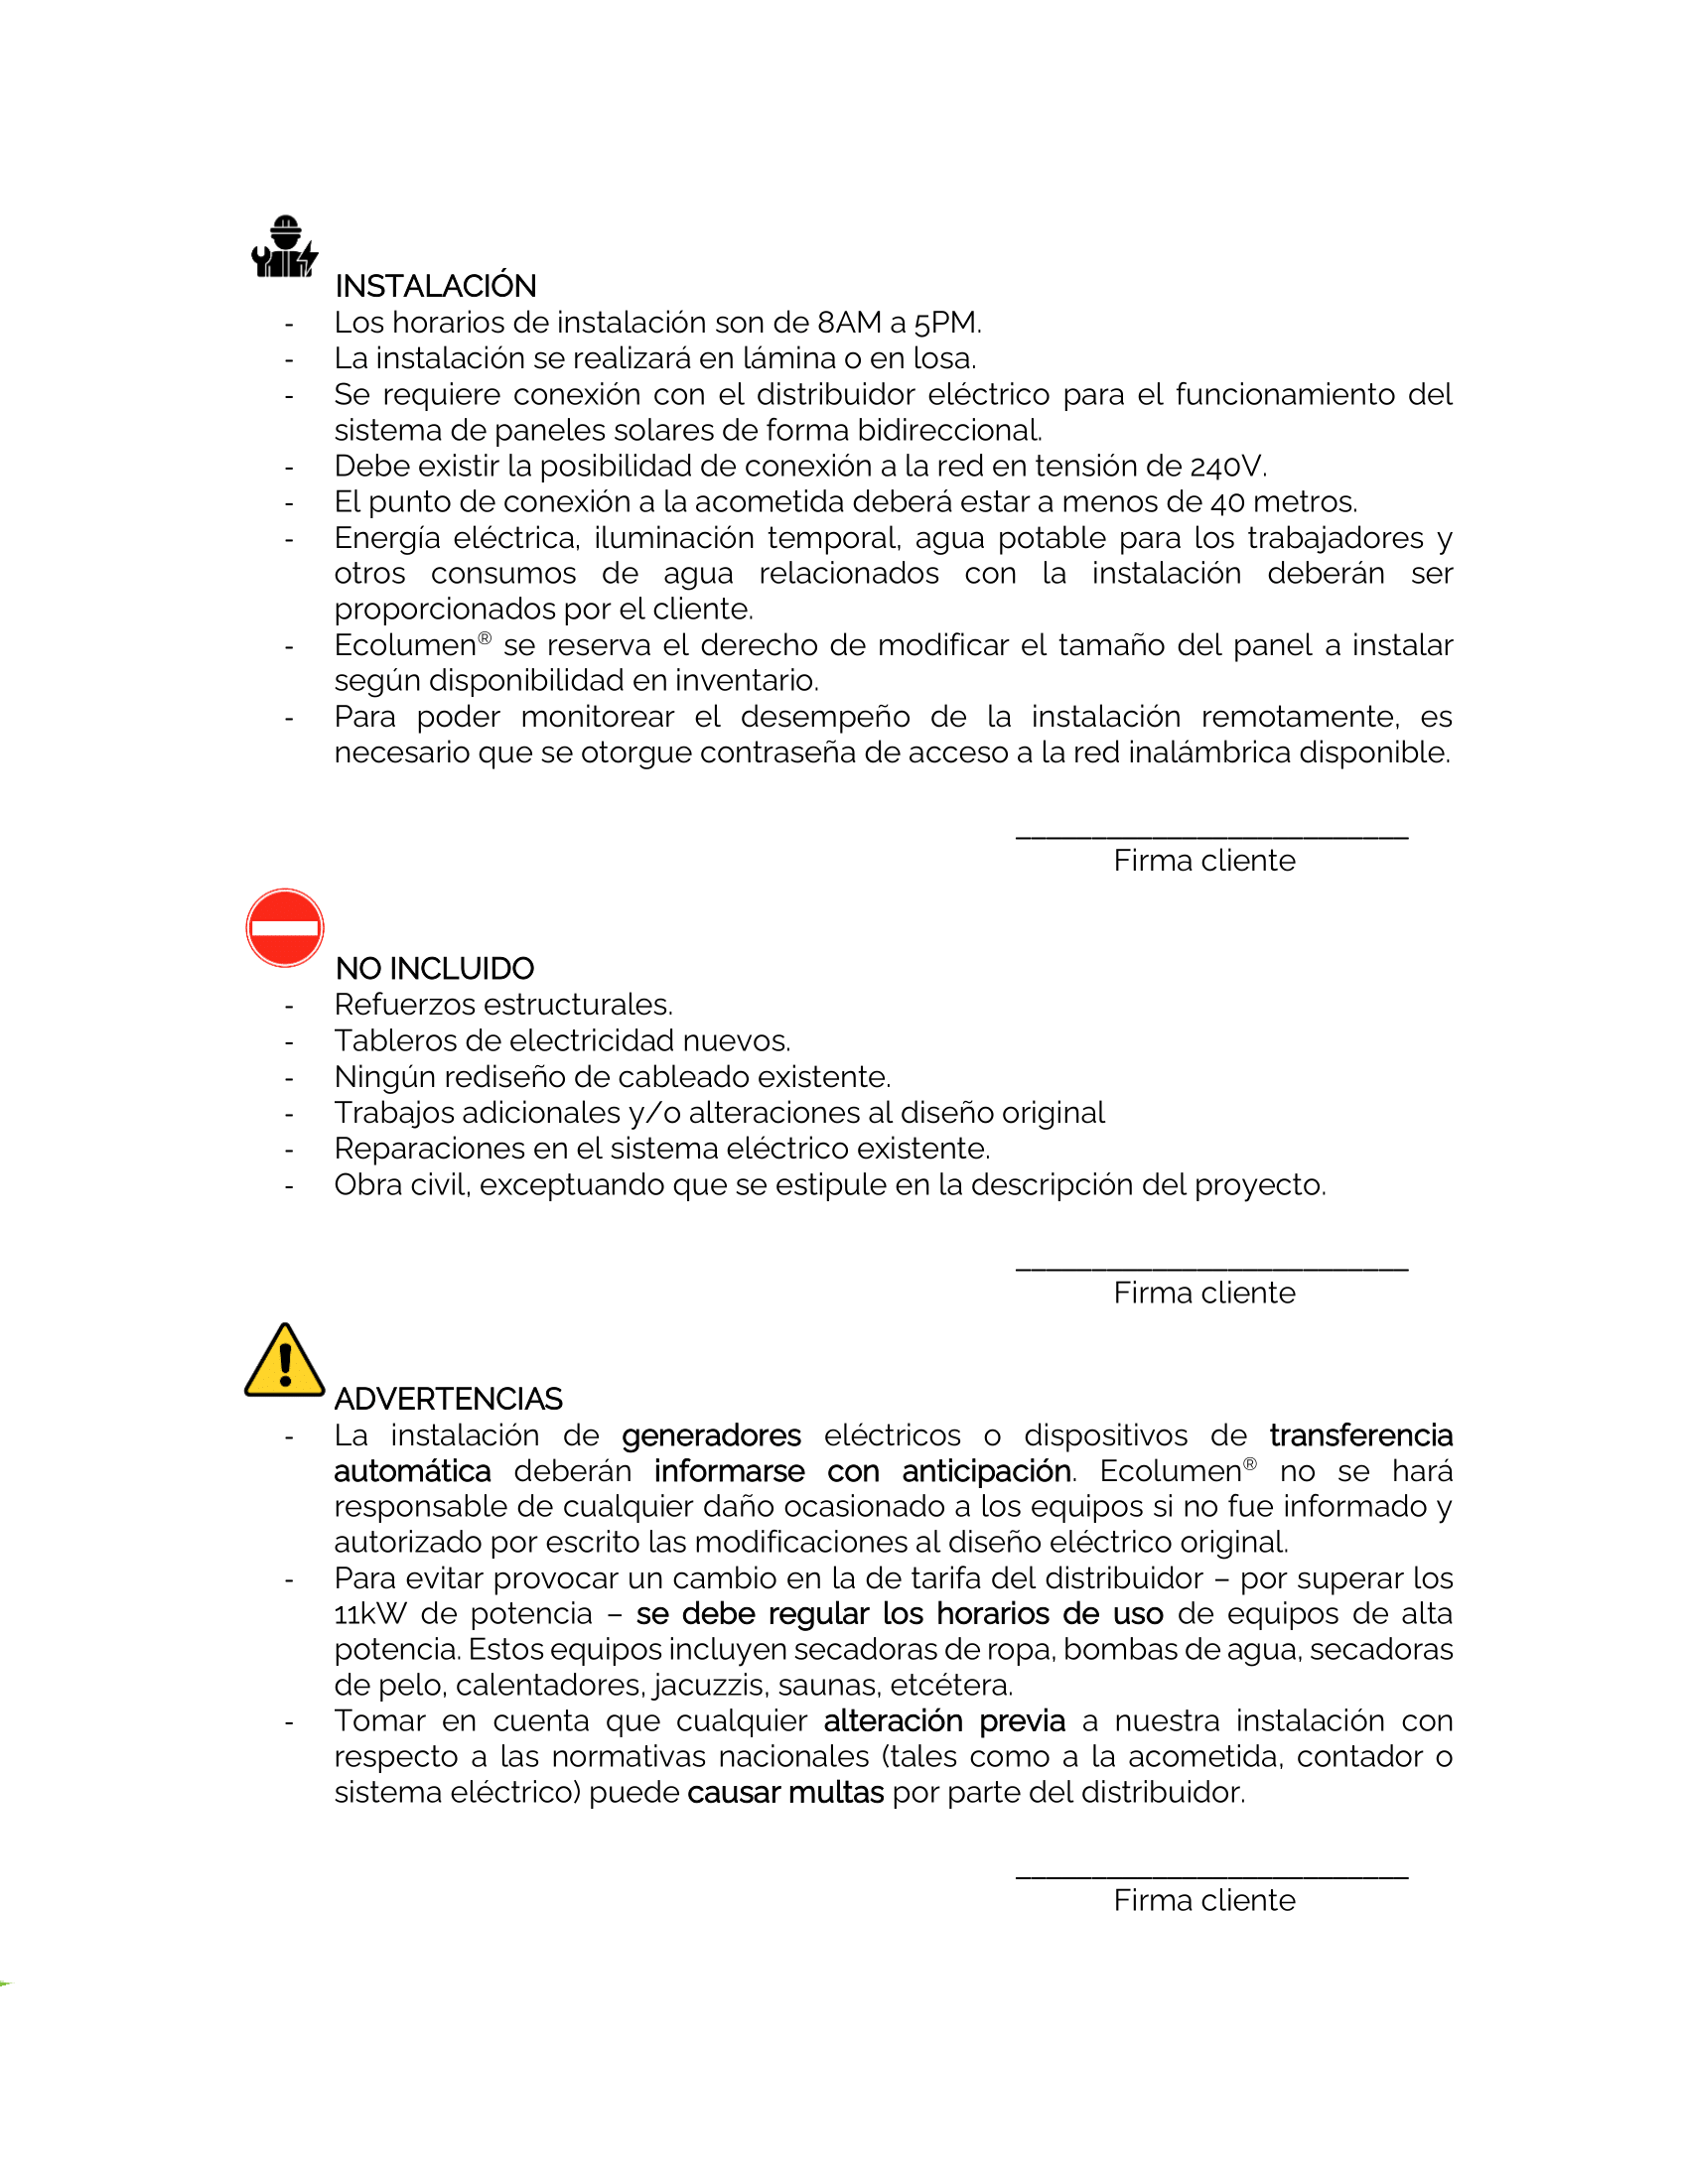 INSTALACIÓN
- Los horarios de instalación son de 8AM a 5PM.
- La instalación se realizará en lámina o en losa.
- Se requiere conexión con el distribuidor eléctrico para el funcionamiento del
sistema de paneles solares de forma bidireccional.
- Debe existir la posibilidad de conexión a la red en tensión de 240V.
- El punto de conexión a la acometida deberá estar a menos de 40 metros.
- Energía eléctrica, iluminación temporal, agua potable para los trabajadores y
otros consumos de agua relacionados con la instalación deberán ser
proporcionados por el cliente.
- Ecolumen® se reserva el derecho de modificar el tamaño del panel a instalar
según disponibilidad en inventario.
- Para poder monitorear el desempeño de la instalación remotamente, es
necesario que se otorgue contraseña de acceso a la red inalámbrica disponible.
__________________________
Firma cliente
NO INCLUIDO
- Refuerzos estructurales.
- Tableros de electricidad nuevos.
- Ningún rediseño de cableado existente.
- Trabajos adicionales y/o alteraciones al diseño original
- Reparaciones en el sistema eléctrico existente.
- Obra civil, exceptuando que se estipule en la descripción del proyecto.
__________________________
Firma cliente
ADVERTENCIAS
- La instalación de generadores eléctricos o dispositivos de transferencia
automática deberán informarse con anticipación. Ecolumen® no se hará
responsable de cualquier daño ocasionado a los equipos si no fue informado y
autorizado por escrito las modificaciones al diseño eléctrico original.
- Para evitar provocar un cambio en la de tarifa del distribuidor – por superar los
11kW de potencia – se debe regular los horarios de uso de equipos de alta
potencia. Estos equipos incluyen secadoras de ropa, bombas de agua, secadoras
de pelo, calentadores, jacuzzis, saunas, etcétera.
- Tomar en cuenta que cualquier alteración previa a nuestra instalación con
respecto a las normativas nacionales (tales como a la acometida, contador o
sistema eléctrico) puede causar multas por parte del distribuidor.
__________________________
Firma cliente